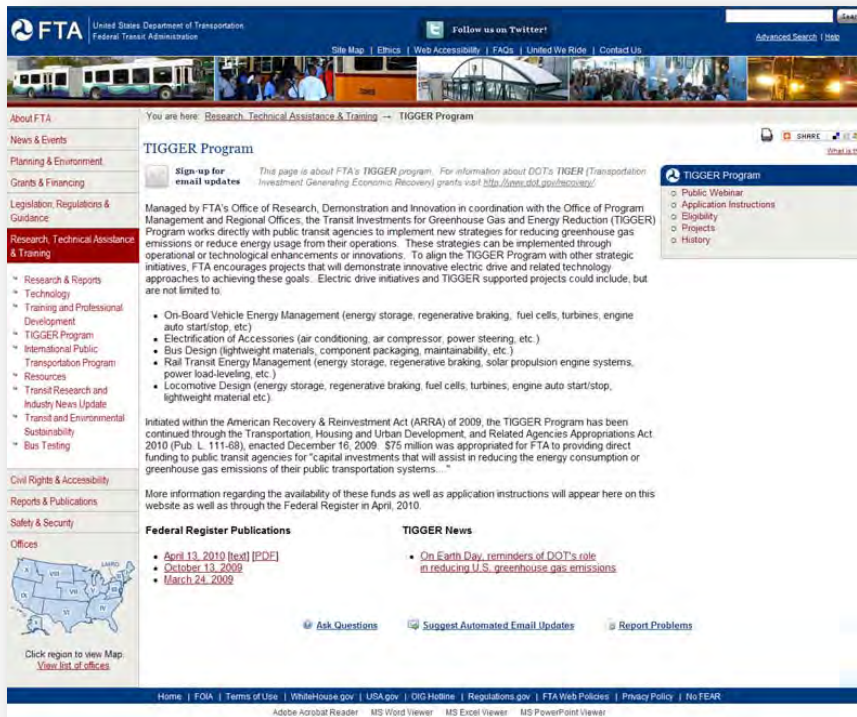 FTA
United States Department of Transportation
Federal Transit Administration
Follow us on Twitter!
Site Map | Ethics | Web Accessibility | FAQs | United We Ride | Contact Us
Advanced Search | Help
About FTA
News & Events
Planning & Environment
Grants & Financing
Legislation, Regulations &
Guidance
Research, Technical Assistance
& Training
Research & Reports
Technology
Training and Professional
Development
TIGGER Program
International Public
Transportation Program
Resources
Transit Research and
Industry News Update
Transit and Environmental
Sustainability
Bus Testing
Civil Rights & Accessibility
Reports & Publications
Safety & Security
Offices
X
VIII
V
I
IX
VII
III
VI
IV
Click region to view Map.
View list of offices
You are here: Research, Technical Assistance & Training → TIGGER Program
SHARE
TIGGER Program
Sign-up for
email updates
This page is about FTA's TIGGER program. For information about DOT's TIGER (Transportation
Investment Generating Economic Recovery) grants visit http://www.dot.gov/recovery/.
Managed by FTA's Office of Research, Demonstration and Innovation in coordination with the Office of Program
Management and Regional Offices, the Transit Investments for Greenhouse Gas and Energy Reduction (TIGGER)
Program works directly with public transit agencies to implement new strategies for reducing greenhouse gas
emissions or reduce energy usage from their operations. These strategies can be implemented through
operational or technological enhancements or innovations. To align the TIGGER Program with other strategic
initiatives, FTA encourages projects that will demonstrate innovative electric drive and related technology
approaches to achieving these goals. Electric drive initiatives and TIGGER supported projects could include, but
are not limited to:
• On-Board Vehicle Energy Management (energy storage, regenerative braking, fuel cells, turbines, engine
auto start/stop, etc)
• Electrification of Accessories (air conditioning, air compressor, power steering, etc.)
• Bus Design (lightweight materials, component packaging, maintainability, etc.)
• Rail Transit Energy Management (energy storage, regenerative braking, solar propulsion engine systems,
power load-leveling, etc.)
• Locomotive Design (energy storage, regenerative braking, fuel cells, turbines, engine auto start/stop,
lightweight material etc).
Initiated within the American Recovery & Reinvestment Act (ARRA) of 2009, the TIGGER Program has been
continued through the Transportation, Housing and Urban Development, and Related Agencies Appropriations Act
2010 (Pub. L. 111-68), enacted December 16, 2009. $75 million was appropriated for FTA to providing direct
funding to public transit agencies for "capital investments that will assist in reducing the energy consumption or
greenhouse gas emissions of their public transportation systems...."
More information regarding the availability of these funds as well as application instructions will appear here on this
website as well as through the Federal Register in April, 2010.
Federal Register Publications
• April 13, 2010 [text] [PDF]
• October 13, 2009
• March 24, 2009
TIGGER News
• On Earth Day, reminders of DOT's role
in reducing U.S. greenhouse gas emissions
Ask Questions
Suggest Automated Email Updates
Report Problems
TIGGER Program
Public Webinar
Application Instructions
Eligibility
Projects
History
Home | FOIA | Terms of Use | WhiteHouse.gov | USA.gov | OIG Hotline | Regulations.gov | FTA Web Policies | Privacy Policy | No FEAR
Adobe Acrobat Reader MS Word Viewer MS Excel Viewer MS PowerPoint Viewer